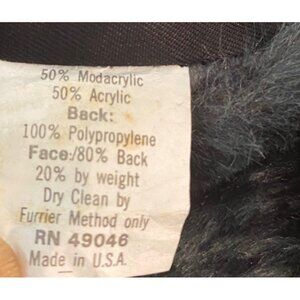 50% Modacrylic
50% Acrylic
Back:
100% Polypropylene
Face:/80% Back
20% by weight
Dry Clean by
Furrier Method only
RN 49046
Made in U.S.A.